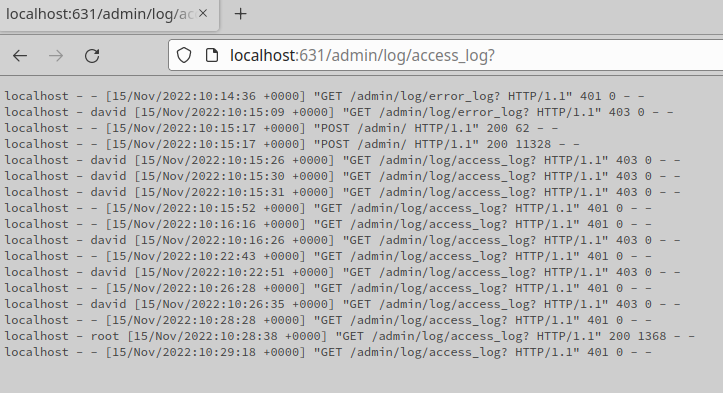 localhost:631/admin/log/ac
localhost:631/admin/log/access_log?
localhost - - [15/Nov/2022:10:14:36 +0000] "GET /admin/log/error_log? HTTP/1.1" 401 0 - -
localhost - david [15/Nov/2022:10:15:09 +0000] "GET /admin/log/error_log? HTTP/1.1" 403 0 - -
localhost - - [15/Nov/2022:10:15:17 +0000] "POST /admin/ HTTP/1.1" 200 62 - -
localhost - - [15/Nov/2022:10:15:17 +0000] "POST /admin/ HTTP/1.1" 200 11328 - -
localhost - david [15/Nov/2022:10:15:26 +0000] "GET /admin/log/access_log? HTTP/1.1" 403 0 - -
localhost - david [15/Nov/2022:10:15:30 +0000] "GET /admin/log/access_log? HTTP/1.1" 403 0 - -
localhost - david [15/Nov/2022:10:15:31 +0000] "GET /admin/log/access_log? HTTP/1.1" 403 0 - -
localhost - - [15/Nov/2022:10:15:52 +0000] "GET /admin/log/access_log? HTTP/1.1" 401 0 - -
localhost - - [15/Nov/2022:10:16:16 +0000] "GET /admin/log/access_log? HTTP/1.1" 401 0 - -
localhost - david [15/Nov/2022:10:16:26 +0000] "GET /admin/log/access_log? HTTP/1.1" 403 0 - -
localhost - - [15/Nov/2022:10:22:43 +0000] "GET /admin/log/access_log? HTTP/1.1" 401 0 - -
localhost - david [15/Nov/2022:10:22:51 +0000] "GET /admin/log/access_log? HTTP/1.1" 403 0 - -
localhost - - [15/Nov/2022:10:26:28 +0000] "GET /admin/log/access_log? HTTP/1.1" 401 0 - -
localhost - david [15/Nov/2022:10:26:35 +0000] "GET /admin/log/access_log? HTTP/1.1" 403 0 - -
localhost - - [15/Nov/2022:10:28:28 +0000] "GET /admin/log/access_log? HTTP/1.1" 401 0 - -
localhost - root [15/Nov/2022:10:28:38 +0000] "GET /admin/log/access_log? HTTP/1.1" 200 1368 - -
localhost - - [15/Nov/2022:10:29:18 +0000] "GET /admin/log/access_log? HTTP/1.1" 401 0 - -